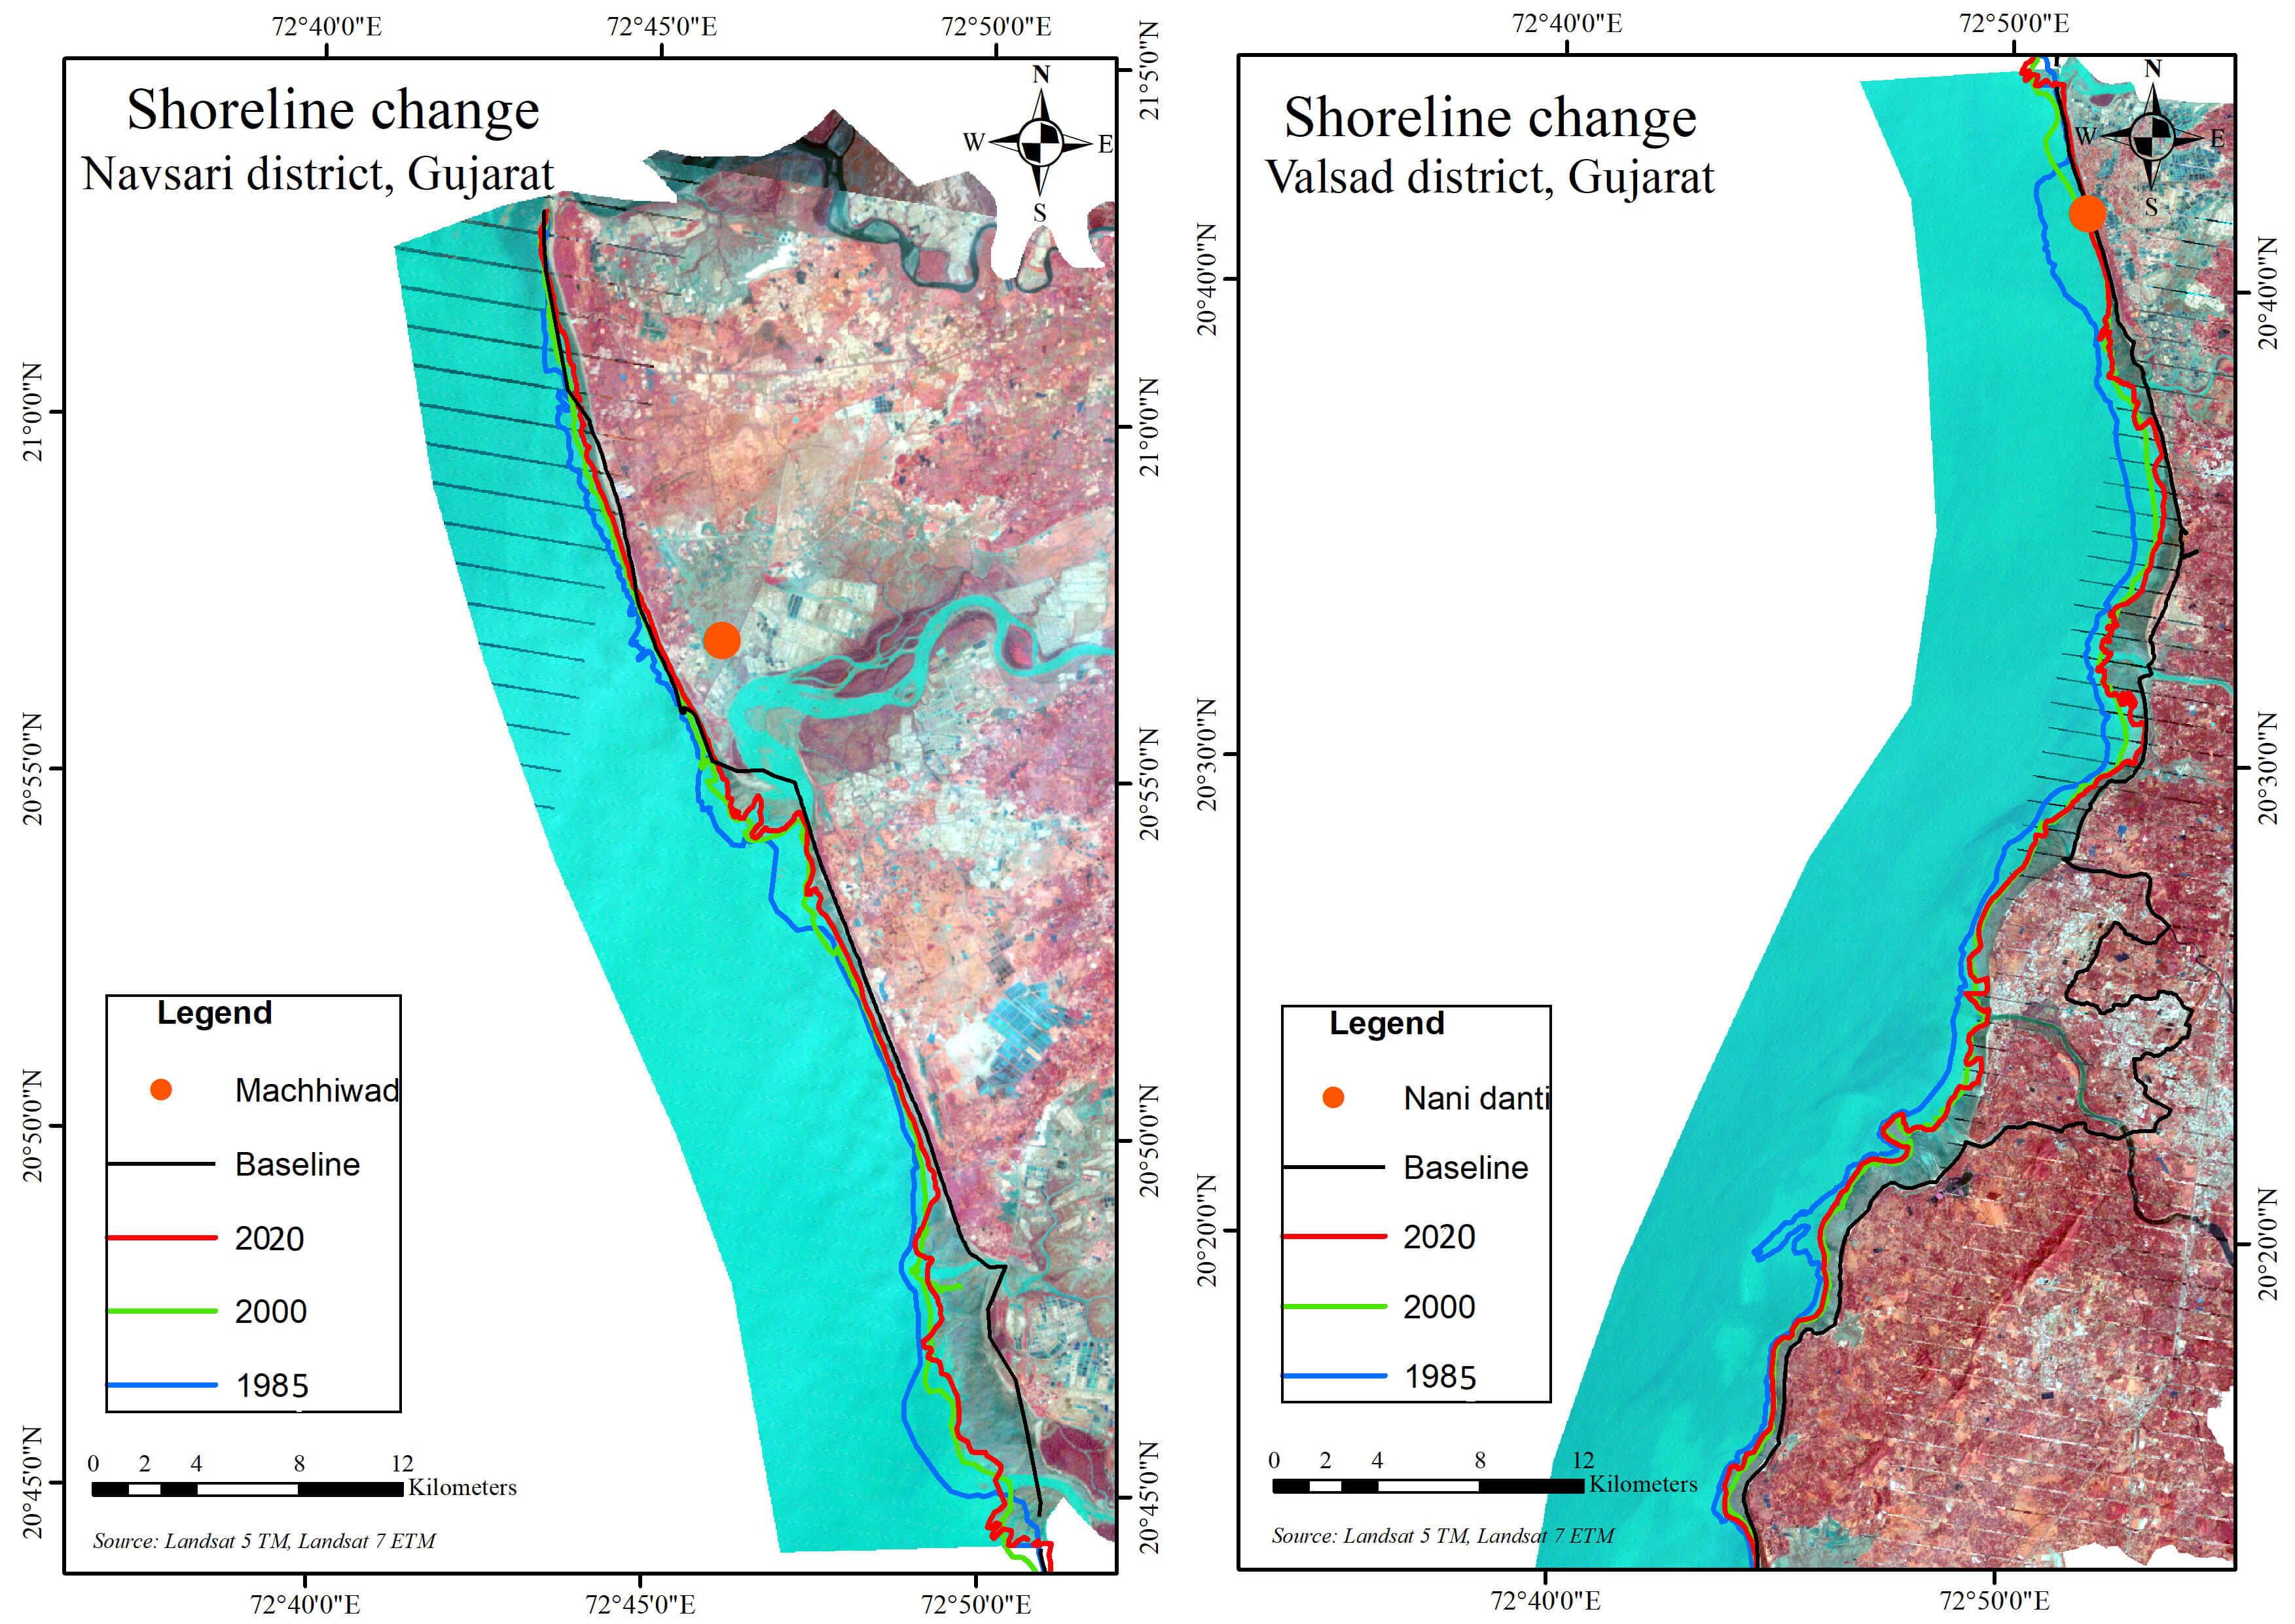 72°40'0"E 72°45'0"E 72°50'0"E
Shoreline change
Navsari district, Gujarat
N
W E
S
21°5'0"N
21°0'0"N
20°55'0"N
20°50'0"N
20°45'0"N
21°0'0"N
20°55'0"N
20°50'0"N
20°45'0"N
Legend
Machhiwad
Baseline
2020
2000
1985
0 2 4 8 12
Kilometers
Source: Landsat 5 TM, Landsat 7 ETM
72°40'0"E 72°45'0"E 72°50'0"E
72°40'0"E 72°50'0"E
Shoreline change
Valsad district, Gujarat
N
W E
S
20°40'0"N
20°30'0"N
20°20'0"N
20°40'0"N
20°30'0"N
20°20'0"N
Legend
Nani danti
Baseline
2020
2000
1985
0 2 4 8 12
Kilometers
Source: Landsat 5 TM, Landsat 7 ETM
72°40'0"E 72°50'0"E